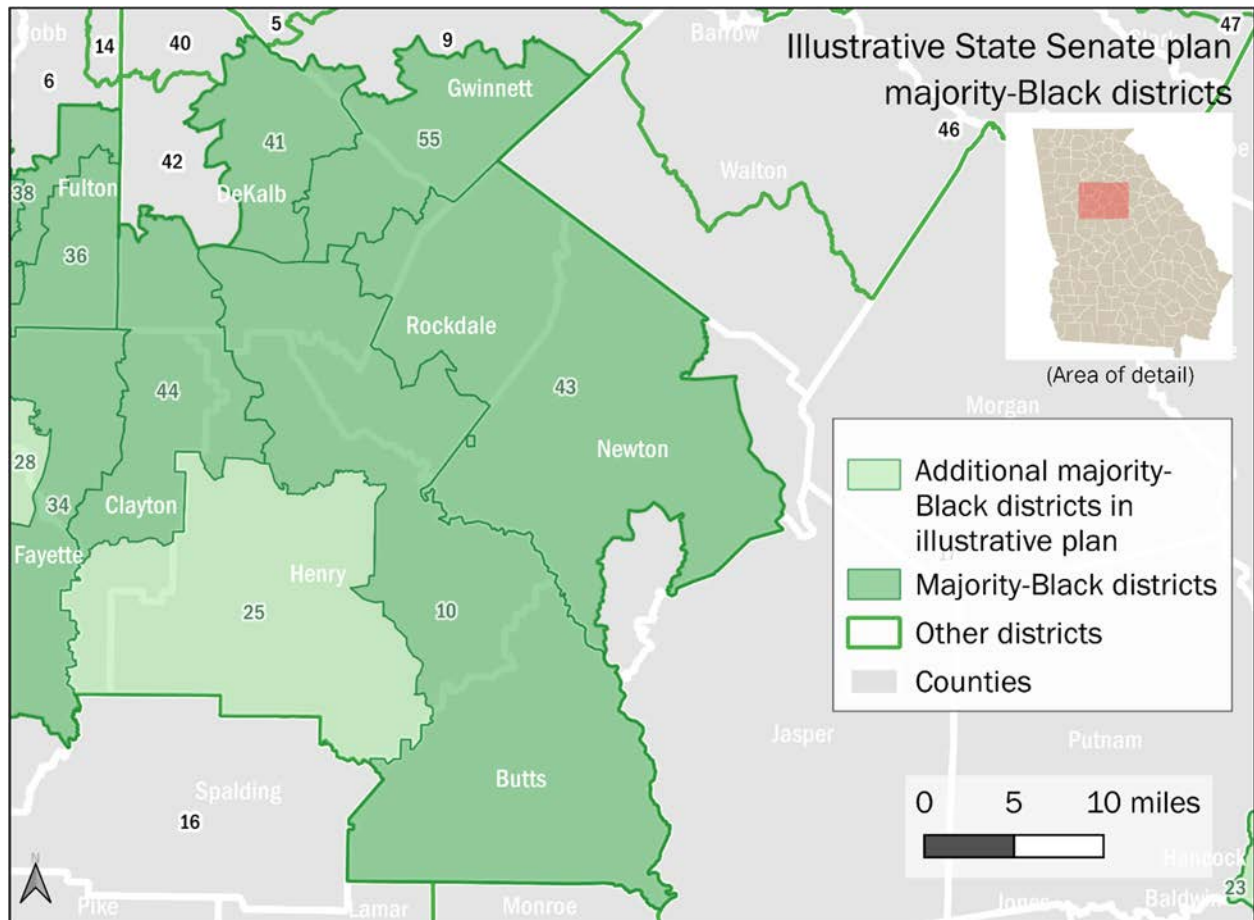 5
47
40
14
9
Barrow
Illustrative State Senate plan
majority-Black districts
6
Gwinnett
41
55
46
42
Walton
38
Fulton
DeKalb
36
Rockdale
(Area of detail)
44
43
Morgan
28
Newton
34
Clayton
Additional majority-
Black districts in
illustrative plan
Fayette
Henry
Majority-Black districts
25
10
Other districts
Counties
Jasper
Putnam
Butts
Spalding
0 5 10 miles
16
N
Hancock
23
Pike
Lamar
Monroe
Jones
Baldwin